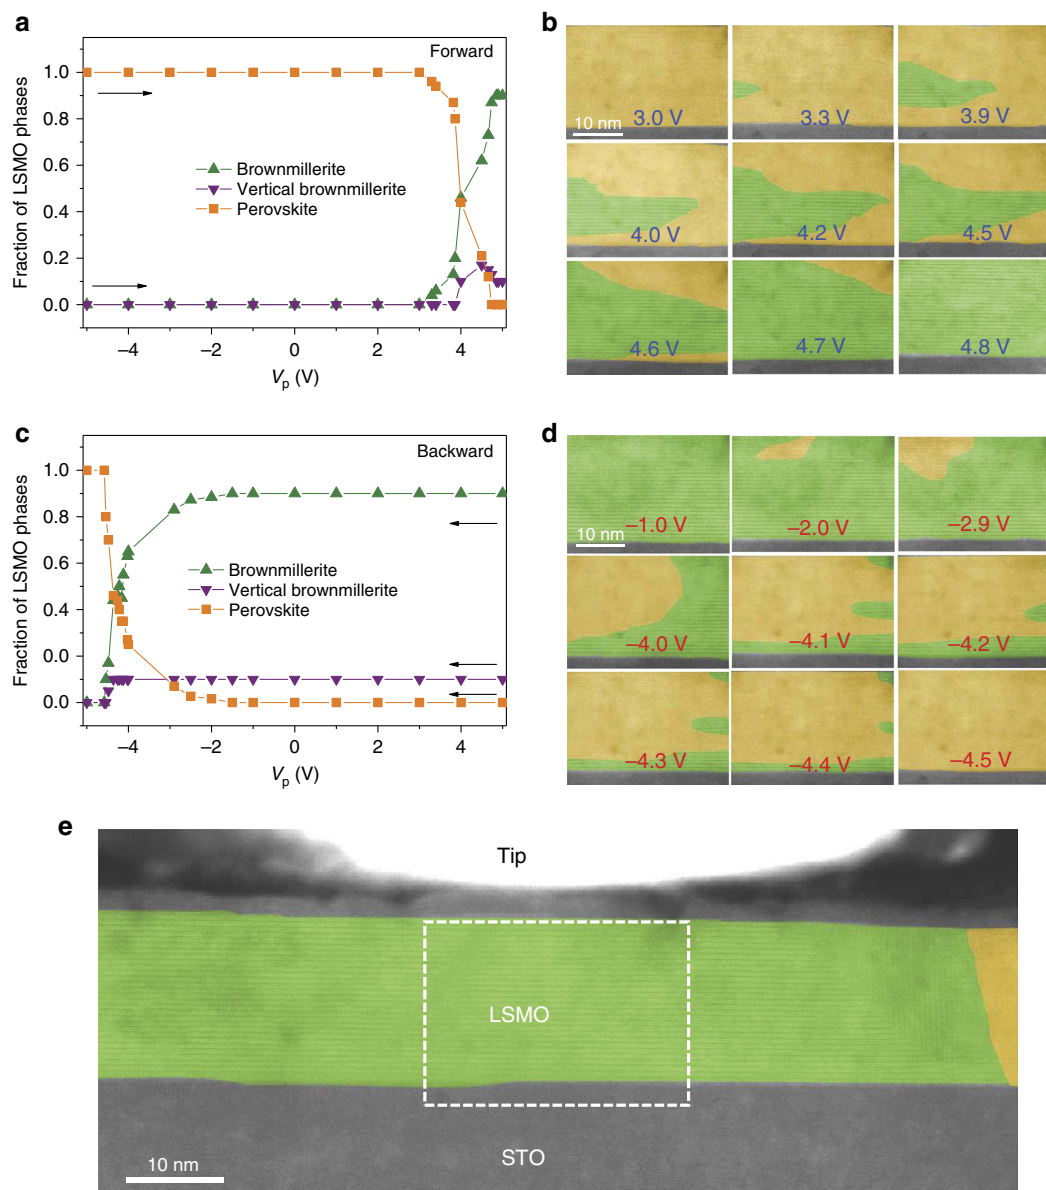 a
Forward
1.0
0.8
0.6
0.4
0.2
0.0
Fraction of LSMO phases
Brownmillerite
Vertical brownmillerite
Perovskite
–4
–2
0
2
4
Vp (V)
b
3.0 V
3.3 V
3.9 V
10 nm
4.0 V
4.2 V
4.5 V
4.6 V
4.7 V
4.8 V
c
Backward
1.0
0.8
0.6
0.4
0.0
0.0
Fraction of LSMO phases
Brownmillerite
Vertical brownmillerite
Perovskite
–4
–2
0
2
4
Vp (V)
d
–1.0 V
–2.0 V
–2.9 V
10 nm
–4.0 V
–4.1 V
–4.2 V
–4.3 V
–4.4 V
–4.5 V
e
Tip
LSMO
STO
10 nm